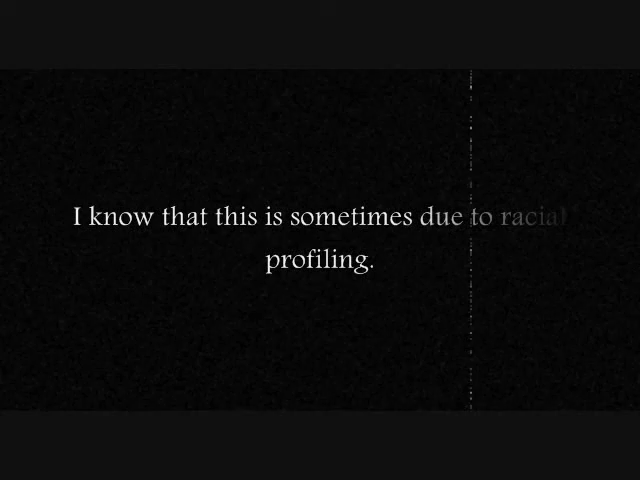 I know that this is sometimes due to racial
profiling.